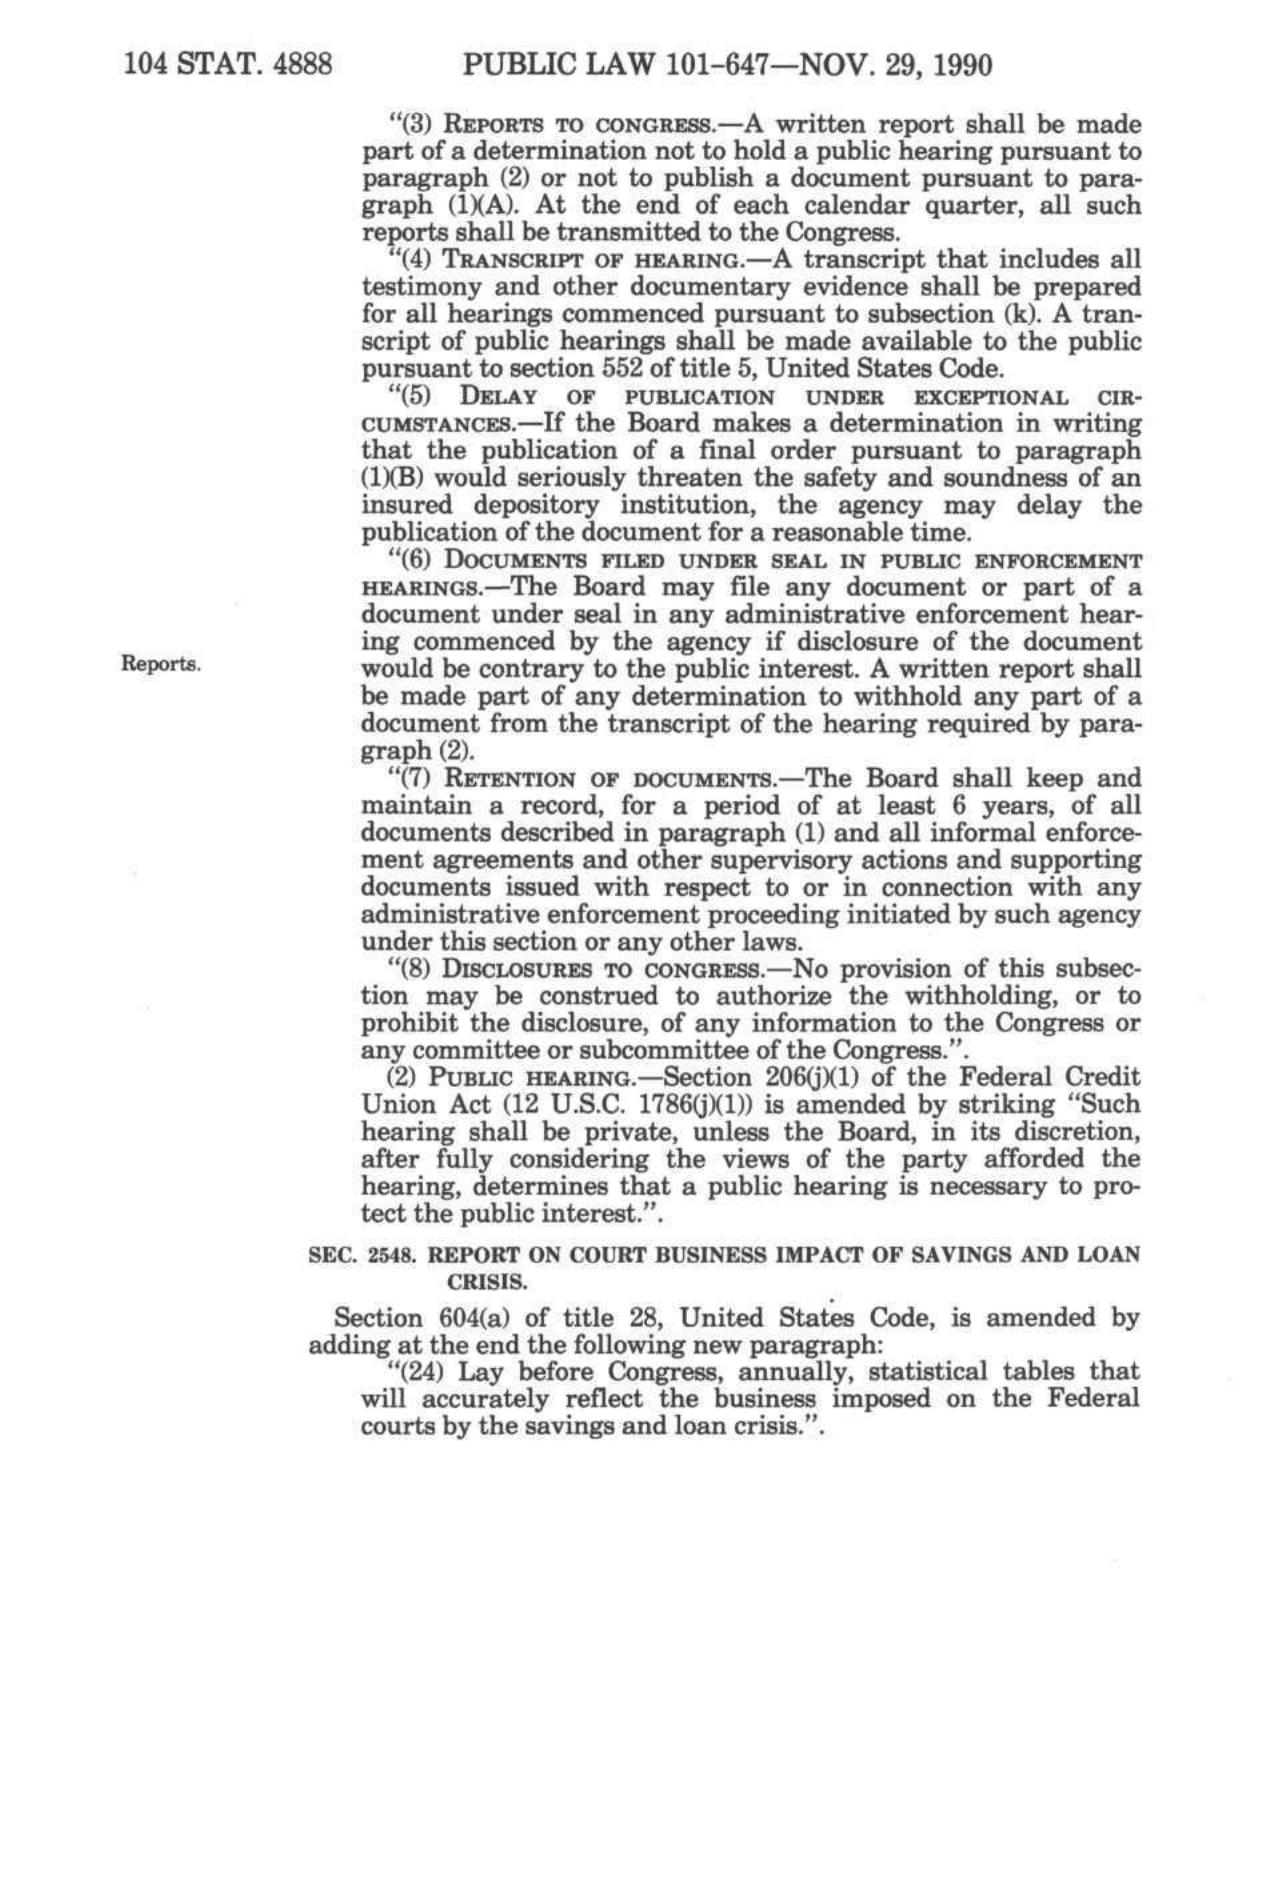 104 STAT. 4888 PUBLIC LAW 101-647—NOV. 29, 1990
"(3) REPORTS TO CONGRESS.—A written report shall be made
part of a determination not to hold a public hearing pursuant to
paragraph (2) or not to publish a document pursuant to para-
graph (1)(A). At the end of each calendar quarter, all such
reports shall be transmitted to the Congress.
"(4) TRANSCRIPT OF HEARING.—A transcript that includes all
testimony and other documentary evidence shall be prepared
for all hearings commenced pursuant to subsection (k). A tran-
script of public hearings shall be made available to the public
pursuant to section 552 of title 5, United States Code.
"(5) DELAY OF PUBLICATION UNDER EXCEPTIONAL CIR-
CUMSTANCES.—If the Board makes a determination in writing
that the publication of a final order pursuant to paragraph
(1)(B) would seriously threaten the safety and soundness of an
insured depository institution, the agency may delay the
publication of the document for a reasonable time.
"(6) DOCUMENTS FILED UNDER SEAL IN PUBLIC ENFORCEMENT
HEARINGS.—The Board may file any document or part of a
document under seal in any administrative enforcement hear-
ing commenced by the agency if disclosure of the document
Reports. would be contrary to the public interest. A written report shall
be made part of any determination to withhold any part of a
document from the transcript of the hearing required by para-
graph (2).
"(7) RETENTION OF DOCUMENTS.—The Board shall keep and
maintain a record, for a period of at least 6 years, of all
documents described in paragraph (1) and all informal enforce-
ment agreements and other supervisory actions and supporting
documents issued with respect to or in connection with any
administrative enforcement proceeding initiated by such agency
under this section or any other laws.
"(8) DISCLOSURES TO CONGRESS.—No provision of this subsec-
tion may be construed to authorize the withholding, or to
prohibit the disclosure, of any information to the Congress or
any committee or subcommittee of the Congress.".
(2) PUBLIC HEARING.—Section 206(j)(1) of the Federal Credit
Union Act (12 U.S.C. 1786(j)(1)) is amended by striking "Such
hearing shall be private, unless the Board, in its discretion,
after fully considering the views of the party afforded the
hearing, determines that a public hearing is necessary to pro-
tect the public interest.".
SEC. 2548. REPORT ON COURT BUSINESS IMPACT OF SAVINGS AND LOAN
CRISIS.
Section 604(a) of title 28, United States Code, is amended by
adding at the end the following new paragraph:
"(24) Lay before Congress, annually, statistical tables that
will accurately reflect the business imposed on the Federal
courts by the savings and loan crisis.".